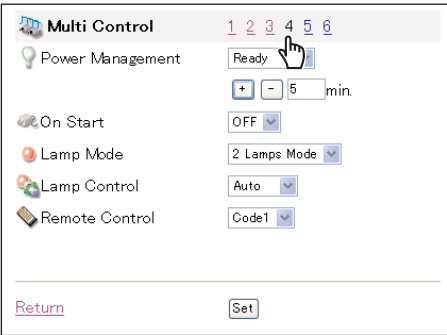 Multi Control 1 2 3 4 5 6
Power Management Ready
+ - 5 min.
On Start OFF
Lamp Mode 2 Lamps Mode
Lamp Control Auto
Remote Control Code1
Return Set